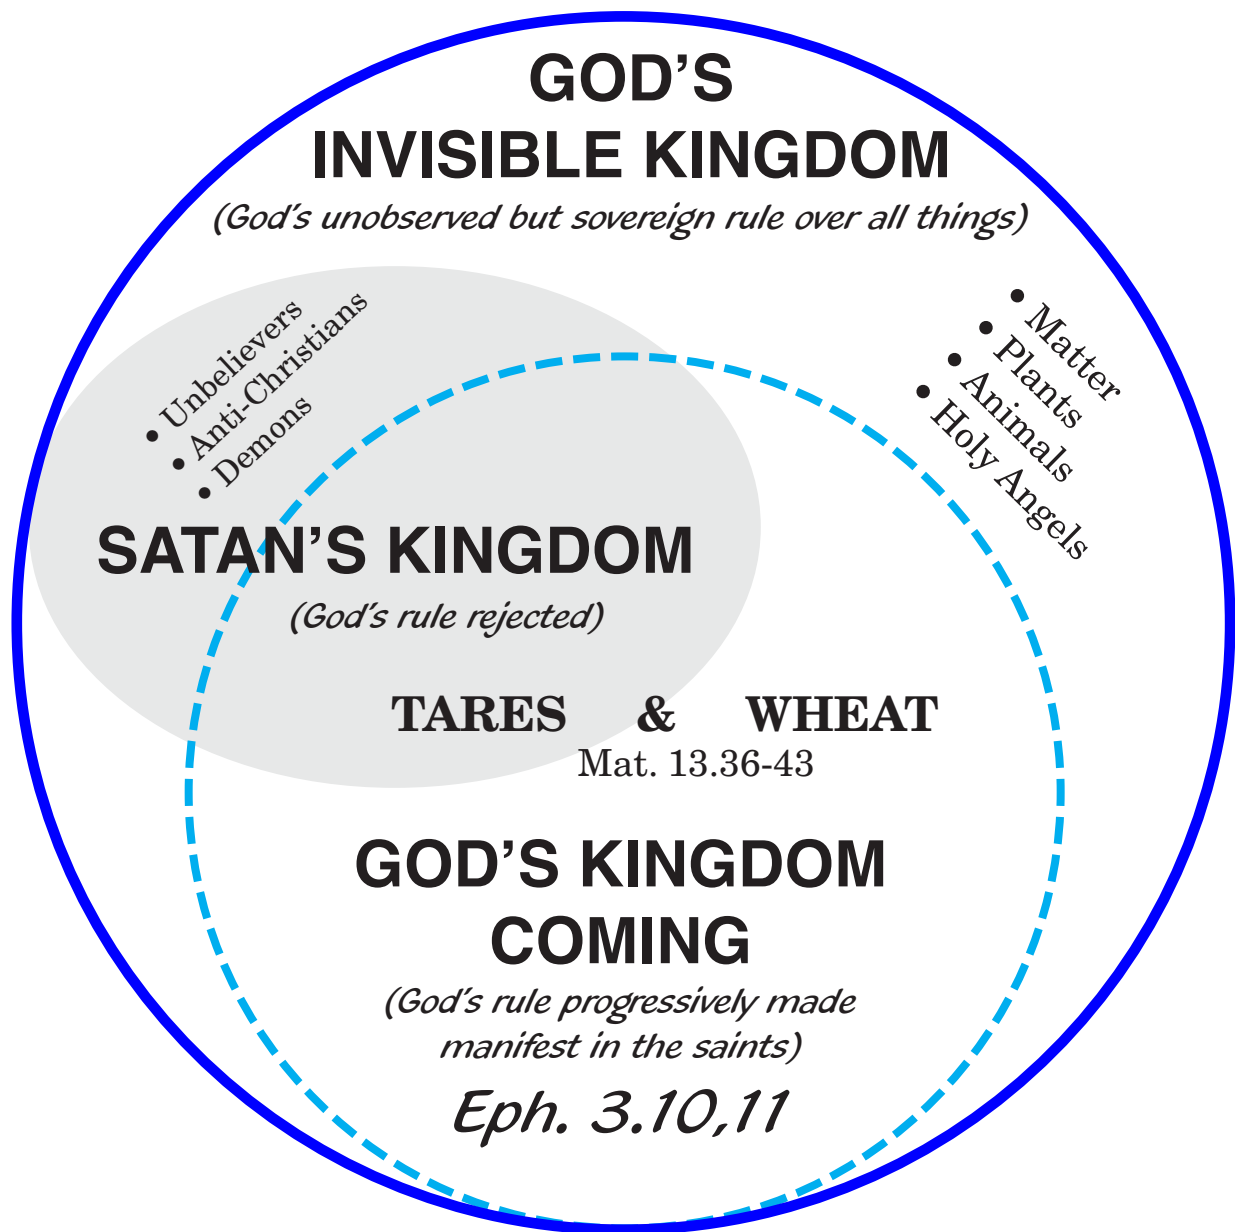 GOD’S
INVISIBLE KINGDOM
(God’s unobserved but sovereign rule over all things)
• Unbelievers
• Anti-Christians
• Demons
• Matter
• Plants
• Animals
• Holy Angels
SATAN’S KINGDOM
(God’s rule rejected)
TARES & WHEAT
Mat. 13.36-43
GOD’S KINGDOM
COMING
(God’s rule progressively made
manifest in the saints)
Eph. 3.10,11